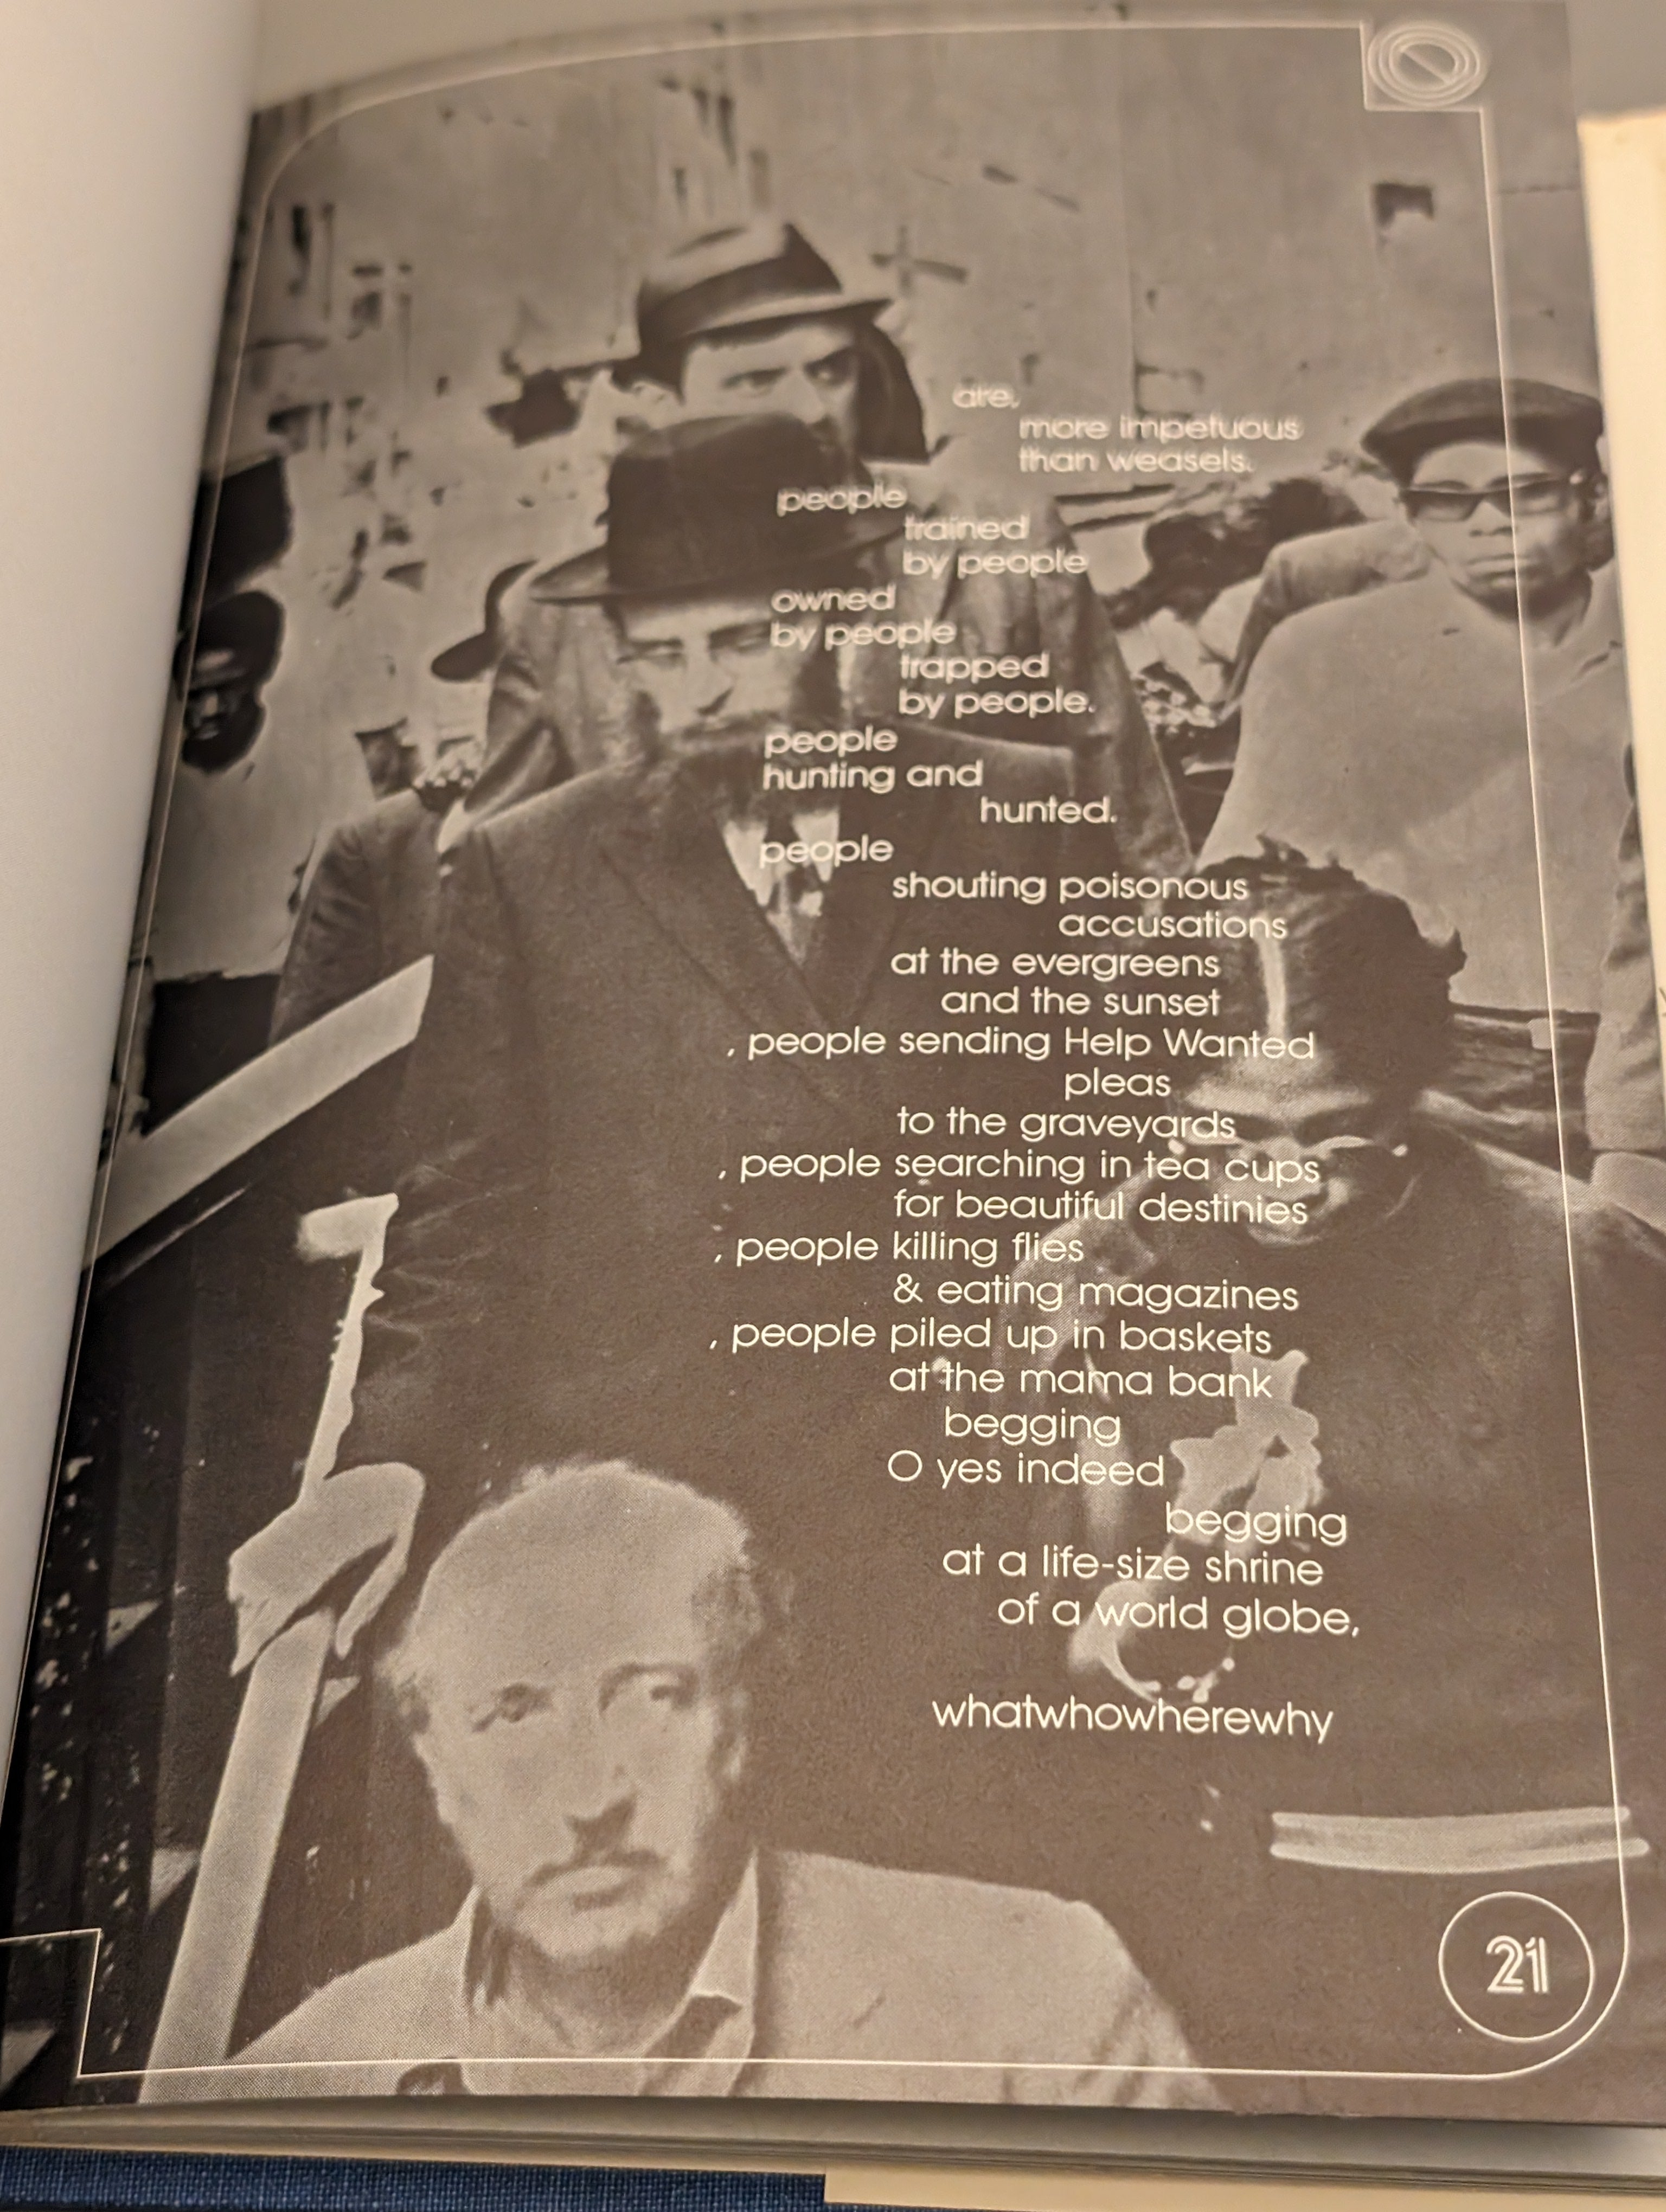 are,
more impetuous
than weasels.
people
trained
by people
owned
by people
trapped
by people.
people
hunting and
hunted.
people
shouting poisonous
accusations
at the evergreens
and the sunset
, people sending Help Wanted
pleas
to the graveyards
, people searching in tea cups
for beautiful destinies
, people killing flies
& eating magazines
, people piled up in baskets
at the mama bank
begging
O yes indeed
begging
at a life-size shrine
of a world globe,
whatwhowherewhy
21